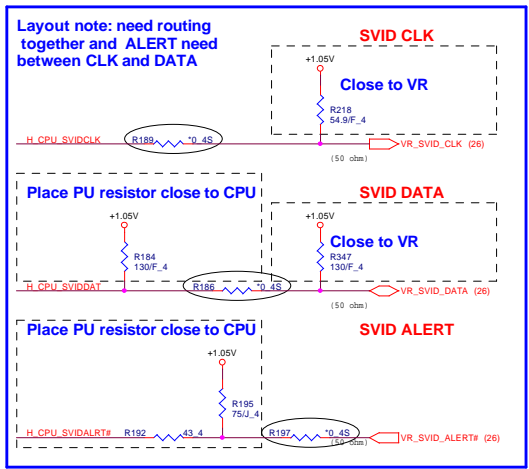 Layout note: need routing
together and ALERT need
between CLK and DATA
SVID CLK
+1.05V
Close to VR
R218
54.9/F_4
H_CPU_SVIDCLK
R189
*0_4S
VR_SVID_CLK (26)
(50 ohm)
Place PU resistor close to CPU
SVID DATA
+1.05V
+1.05V
Close to VR
R184
130/F_4
R347
130/F_4
H_CPU_SVIDDAT
R186
*0_4S
VR_SVID_DATA (26)
(50 ohm)
Place PU resistor close to CPU
SVID ALERT
+1.05V
R195
75/J_4
H_CPU_SVIDALRT#
R192
43_4
R197
*0_4S
VR_SVID_ALERT# (26)
(50 ohm)